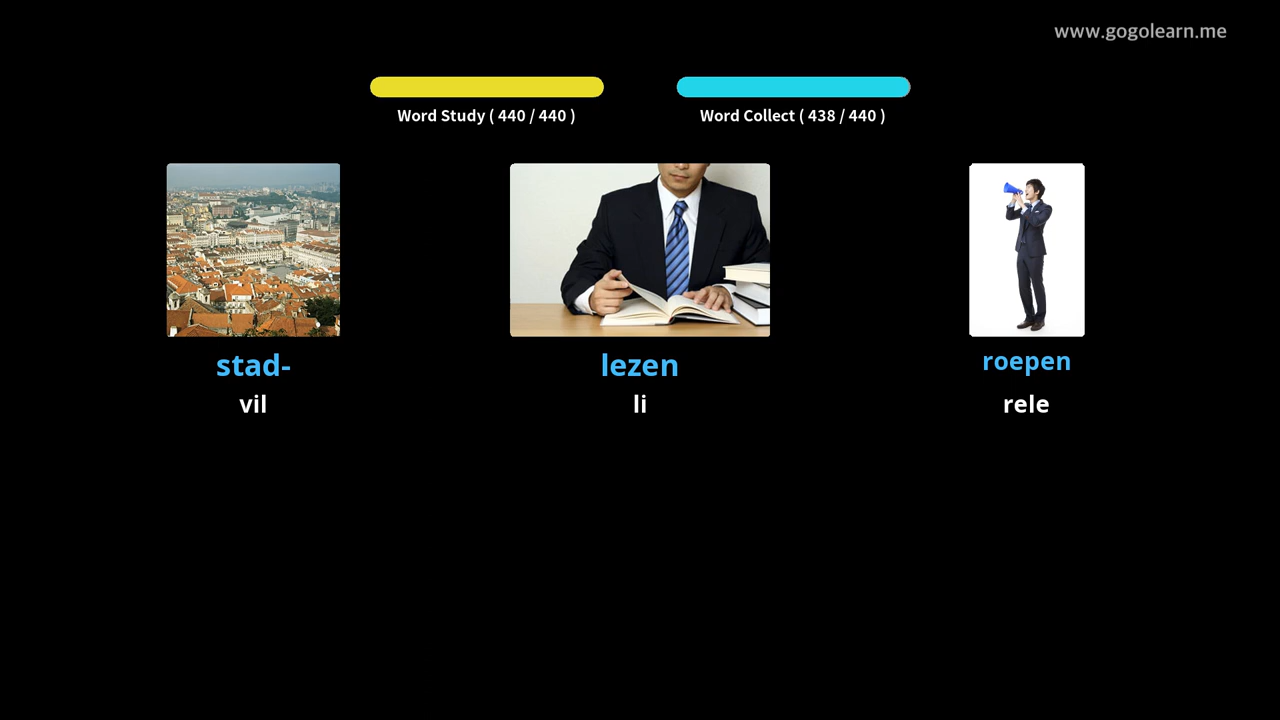 www.gogolearn.me
Word Study ( 440 / 440 )
Word Collect ( 438 / 440 )
stad-
lezen
roepen
vil
li
rele